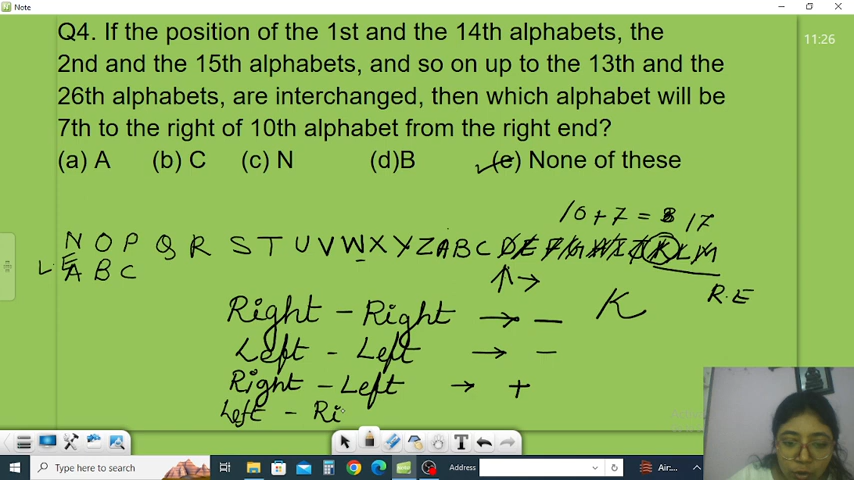 Note
11:26
Q4. If the position of the 1st and the 14th alphabets, the
2nd and the 15th alphabets, and so on up to the 13th and the
26th alphabets, are interchanged, then which alphabet will be
7th to the right of 10th alphabet from the right end?
(a) A (b) C (c) N (d)B (e) None of these
10 + 7 = 17
N O P Q R S T U V W X Y Z A B C D E F G H I J K L M
L.E
A B C
R.E
Right - Right → -
K
Left - Left → -
Right - Left → +
Left - Ri
Type here to search
Address
Air:...